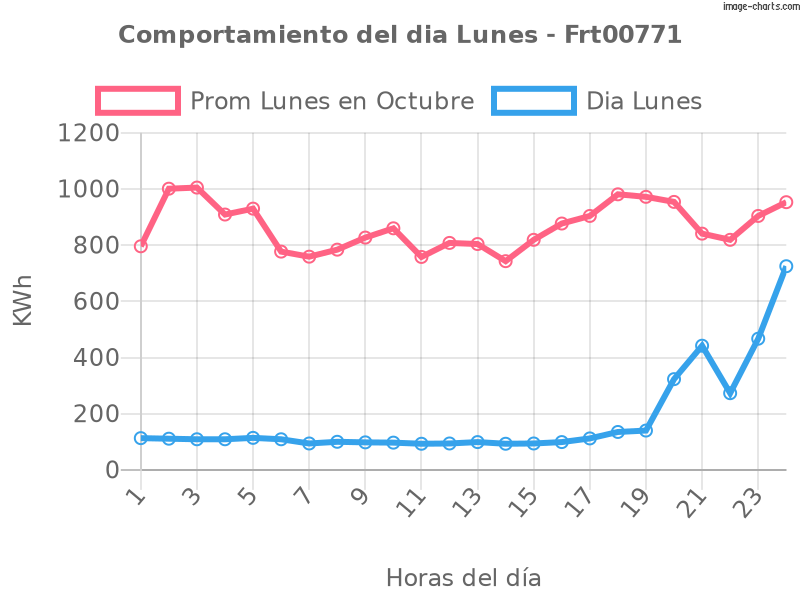 image-charts.com
Comportamiento del dia Lunes - Frt00771
Prom Lunes en Octubre
Dia Lunes
1200
1000
800
600
400
200
0
KWh
1 3 5 7 9 11 13 15 17 19 21 23
Horas del día